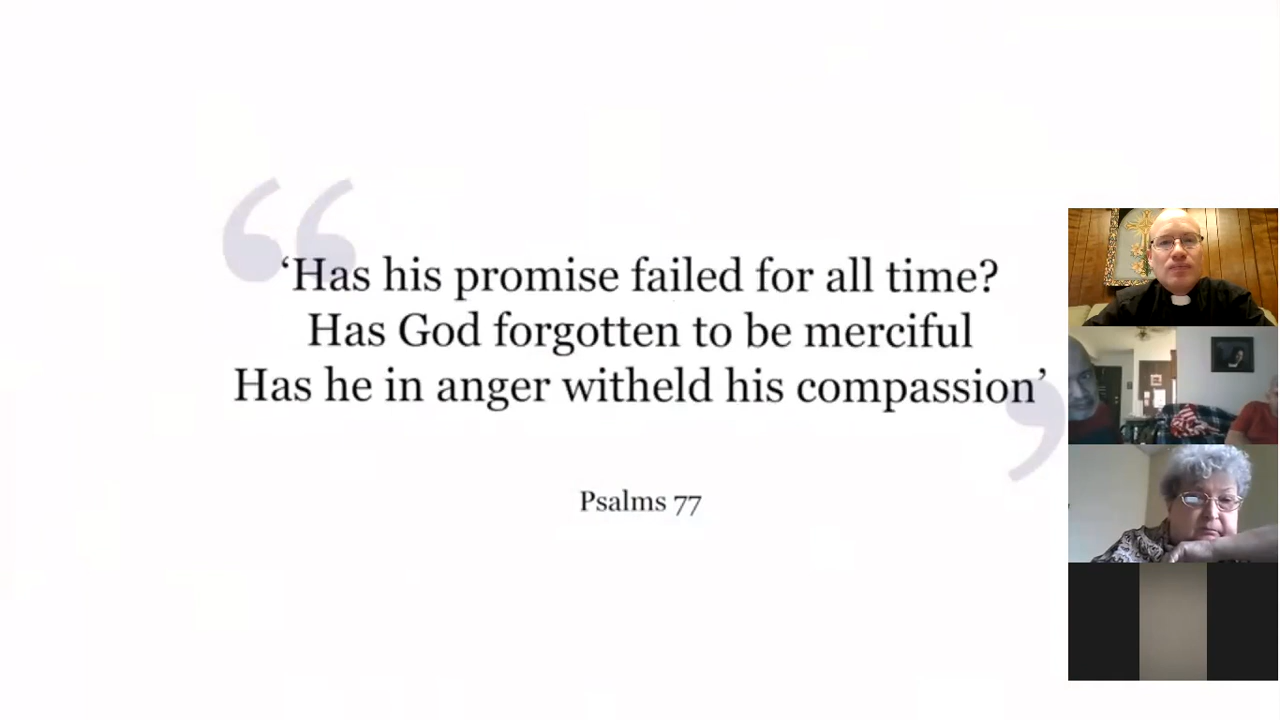 ‘Has his promise failed for all time?
Has God forgotten to be merciful
Has he in anger witheld his compassion’
Psalms 77